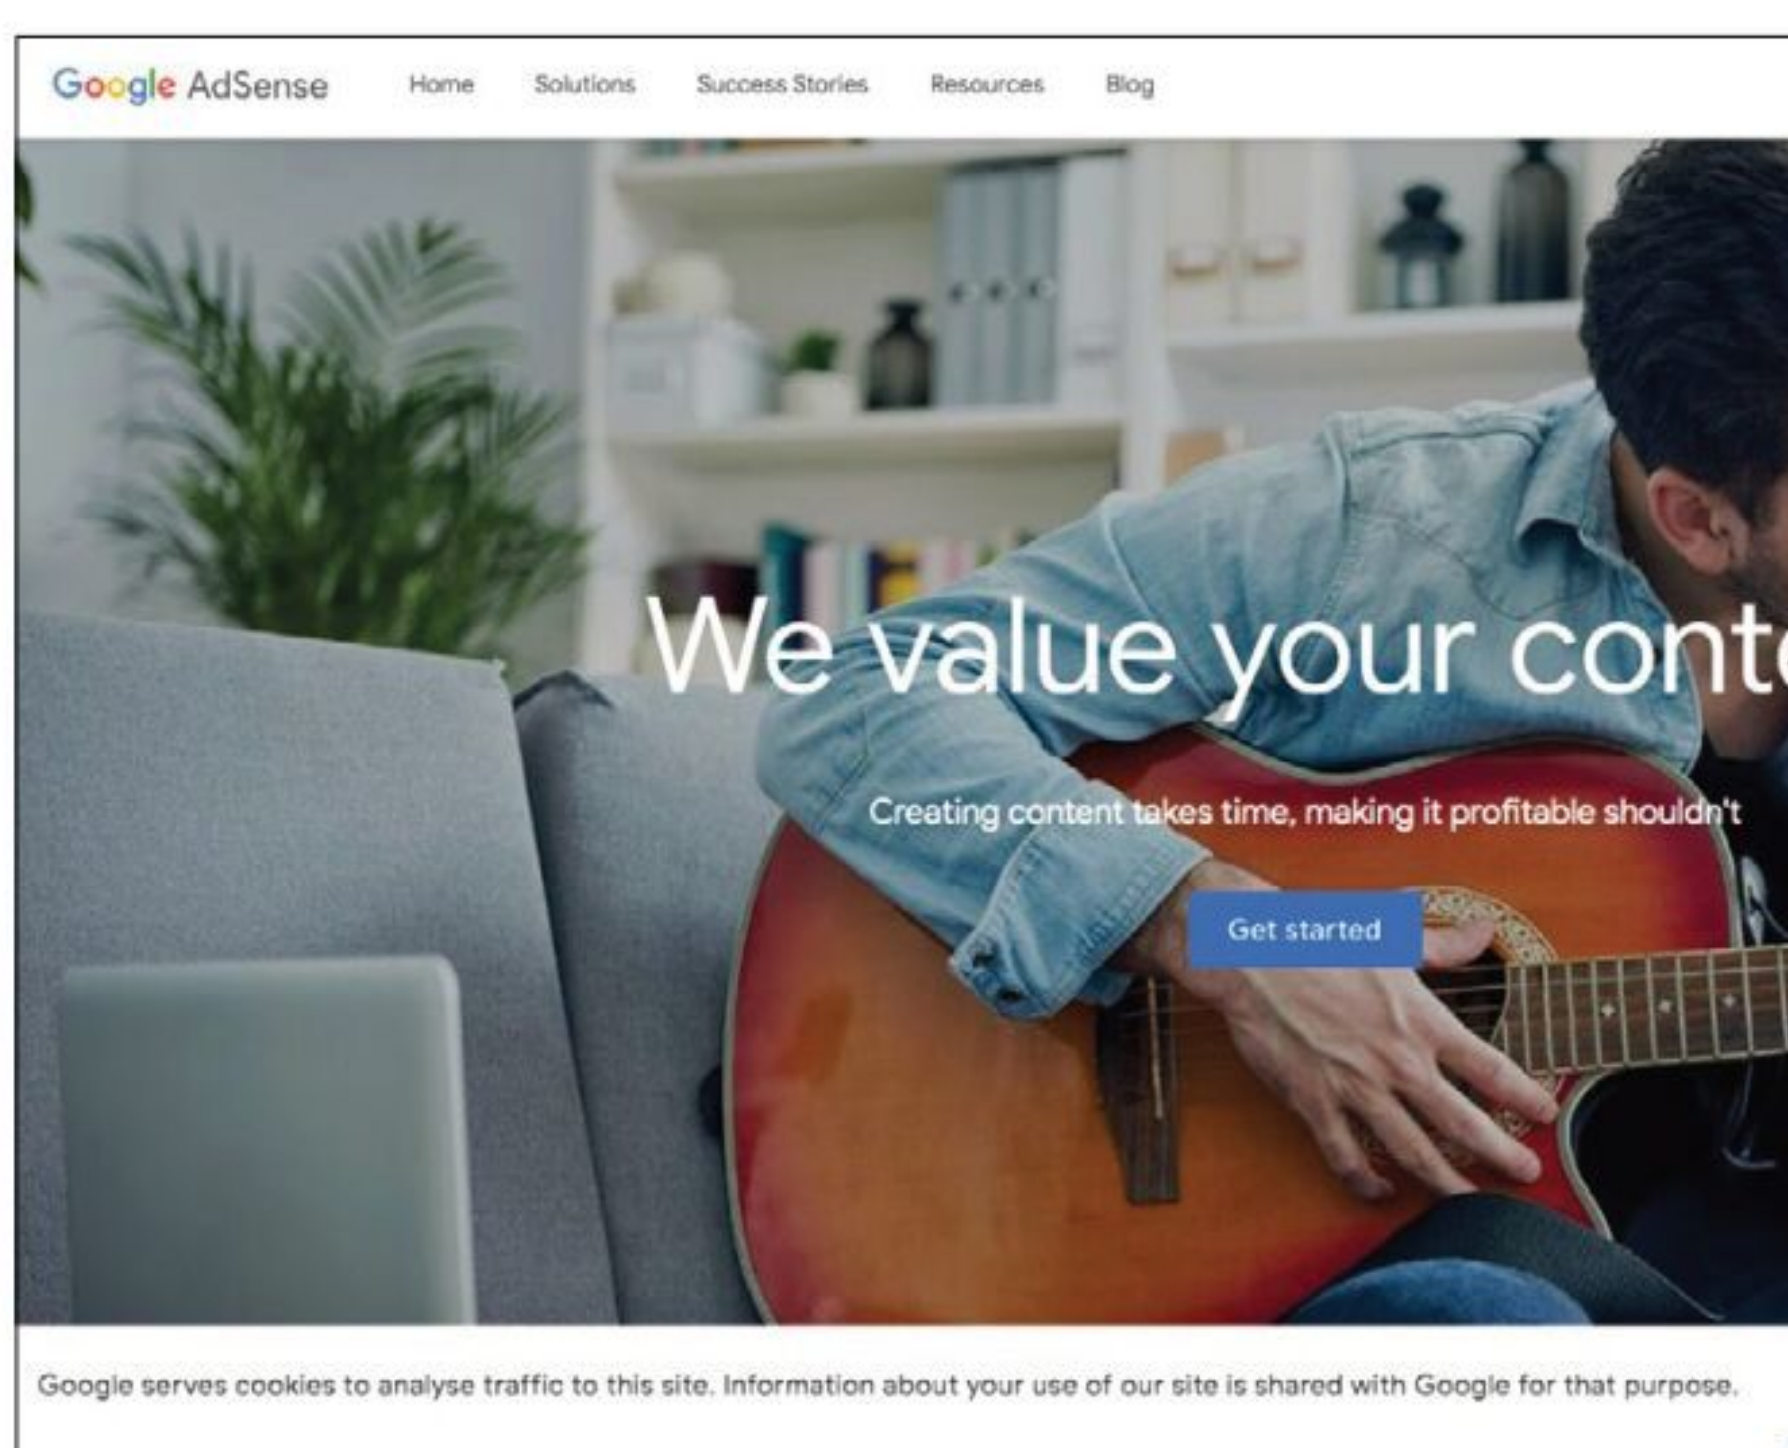 Google AdSense Home Solutions Success Stories Resources Blog
We value your
Creating content takes time, making it profitable shouldn't
Get started
Google serves cookies to analyse traffic to this site. Information about your use of our site is shared with Google for that purpose.